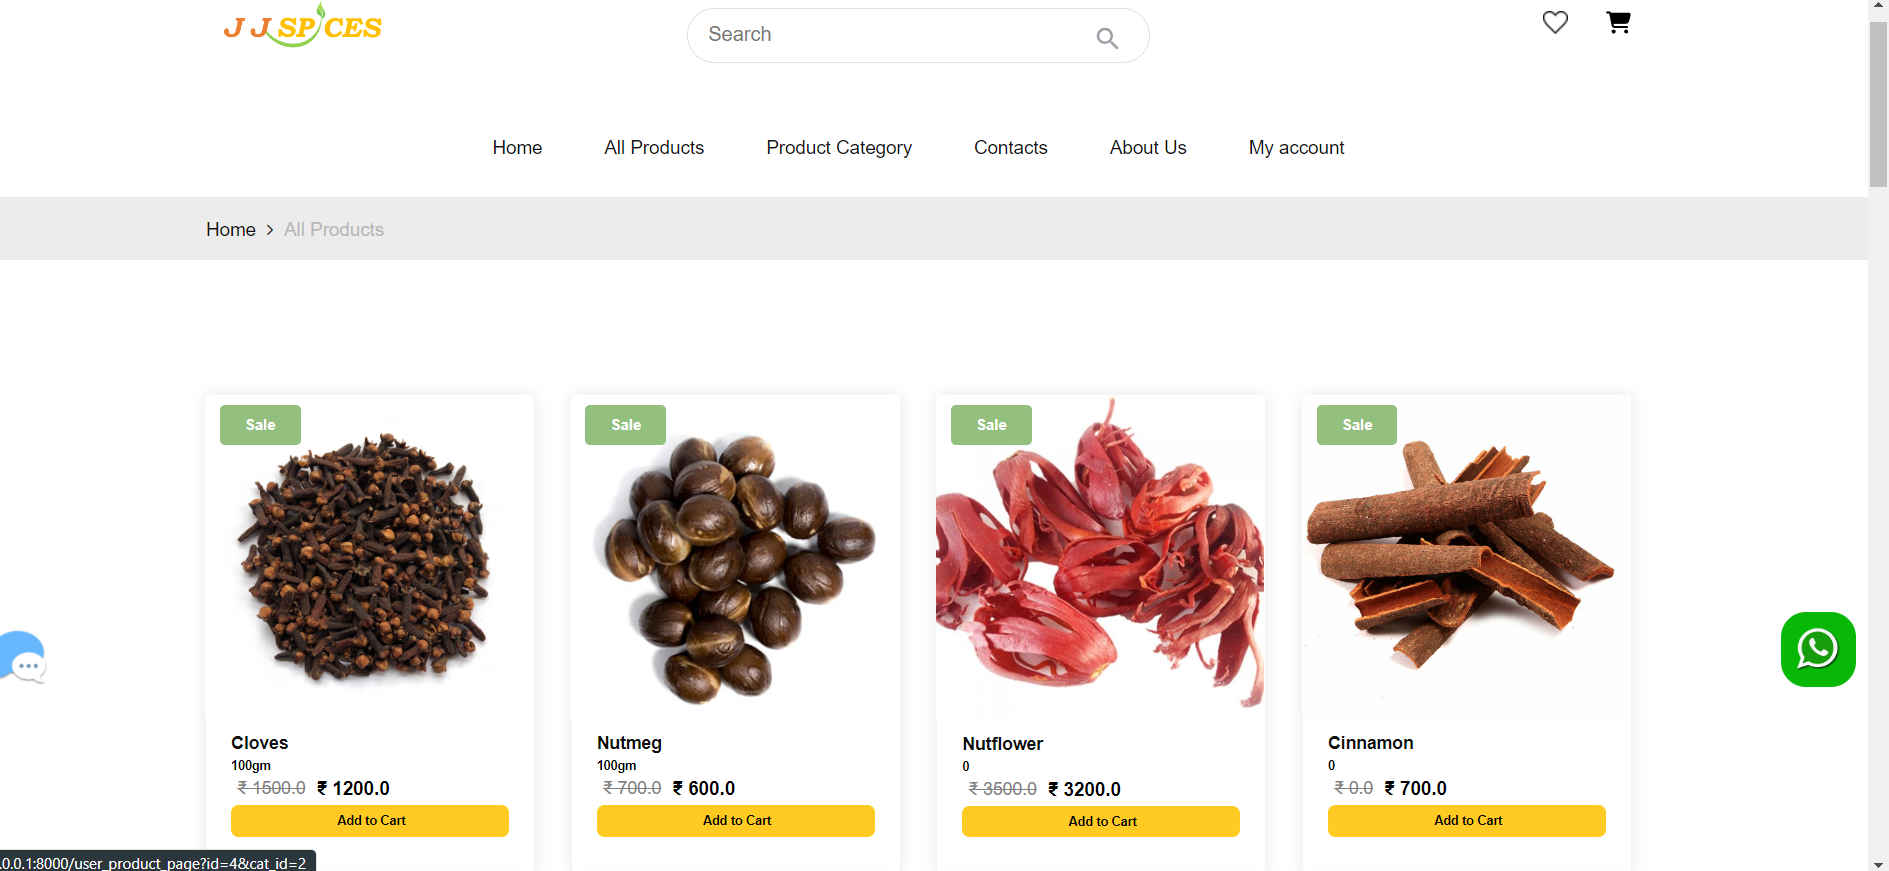 J J SPICES
Search
Home All Products Product Category Contacts About Us My account
Home > All Products
Sale Sale Sale Sale
Cloves Nutmeg Nutflower Cinnamon
100gm 100gm 0 0
₹ 1500.0 ₹ 1200.0 ₹ 700.0 ₹ 600.0 ₹ 3500.0 ₹ 3200.0 ₹ 0.0 ₹ 700.0
Add to Cart Add to Cart Add to Cart Add to Cart
.0.0.1:8000/user_product_page?id=4&cat_id=2